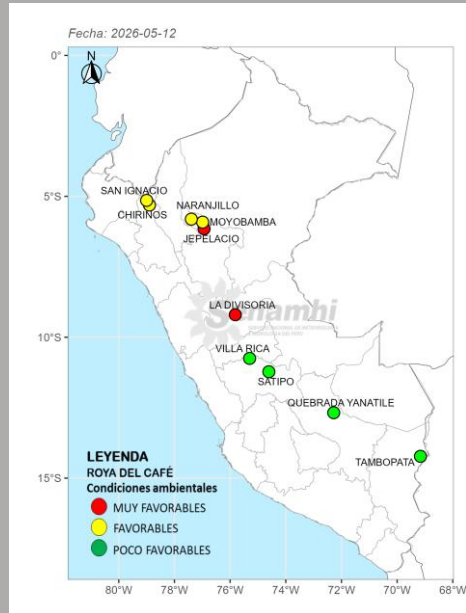 Fecha: 2026-05-12
N
0°
SAN IGNACIO
CHIRINOS
NARANJILLO
MOYOBAMBA
JEPELACIO
5°S
LA DIVISORIA
Senamhi
10°S
VILLA RICA
SATIPO
QUEBRADA YANATILE
TAMBOPATA
15°S
LEYENDA
ROYA DEL CAFÉ
Condiciones ambientales
MUY FAVORABLES
FAVORABLES
POCO FAVORABLES
80°W 78°W 76°W 74°W 72°W 70°W 68°W